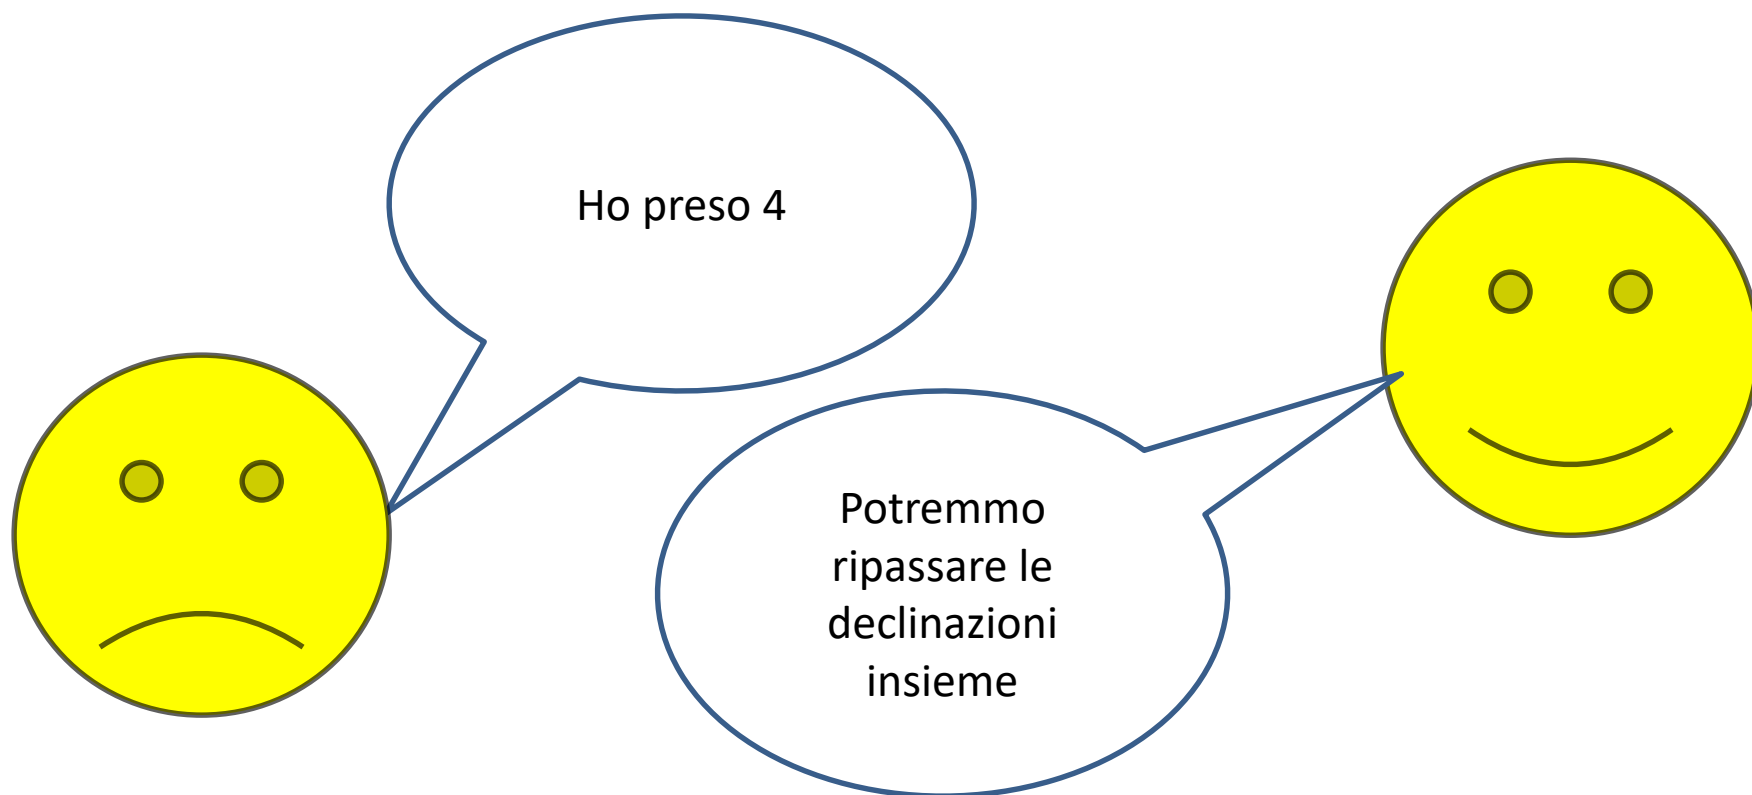 Ho preso 4
Potremmo
ripassare le
declinazioni
insieme